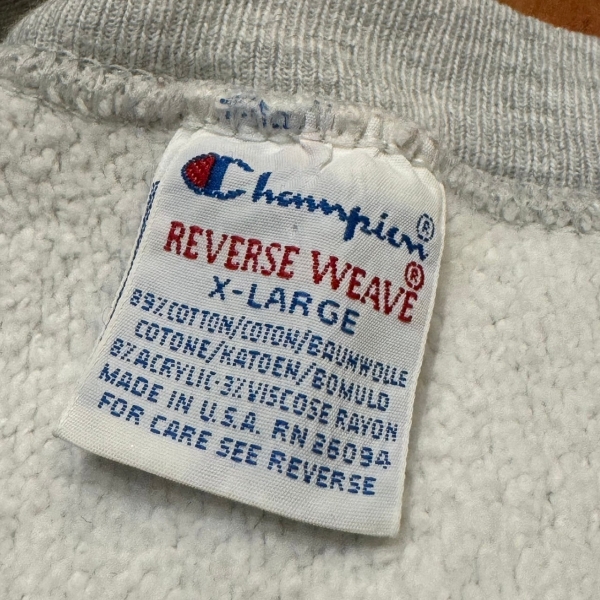 Champion®
REVERSE WEAVE®
X-LARGE
89% COTTON/COTON/BAUMWOLLE
COTONE/KATOEN/BOMULD
8% ACRYLIC-3% VISCOSE RAYON
MADE IN U.S.A. RN 26094
FOR CARE SEE REVERSE